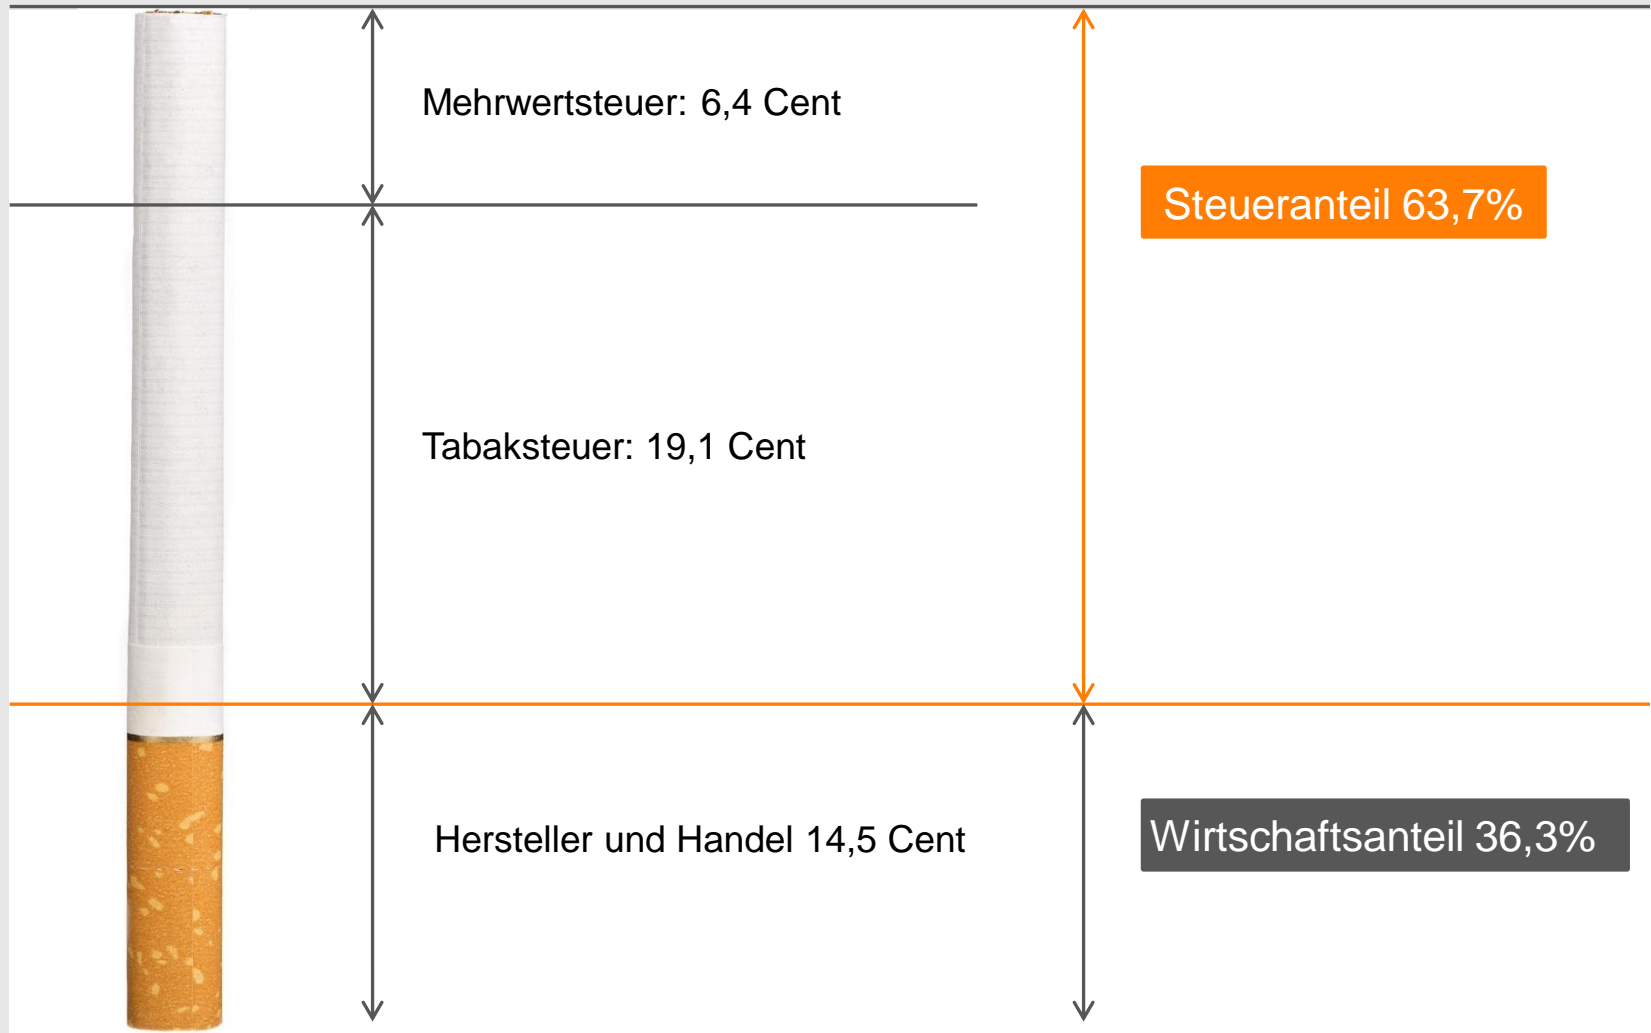 Mehrwertsteuer: 6,4 Cent
Steueranteil 63,7%
Tabaksteuer: 19,1 Cent
Hersteller und Handel 14,5 Cent
Wirtschaftsanteil 36,3%